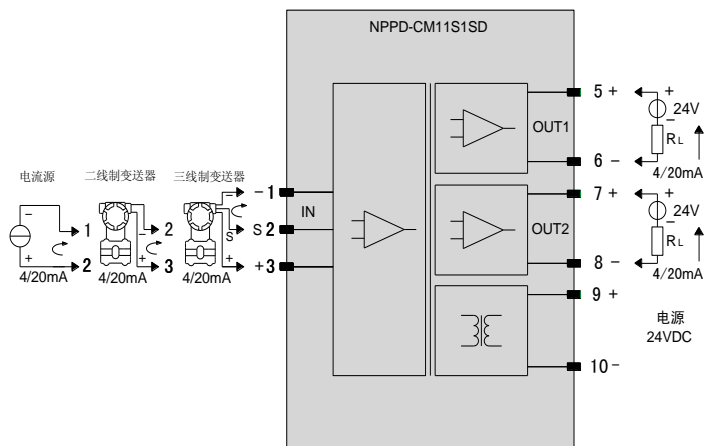 NPPD-CM11S1SD
电流源
－
＋
1
2
4/20mA
二线制变送器
－
＋
2
3
4/20mA
三线制变送器
－
S
＋
4/20mA
－1
S 2
+3
IN
OUT1
OUT2
5 +
6 －
7 +
8 －
9 +
10－
+
24V
－
RL
4/20mA
+
24V
－
RL
4/20mA
电源
24VDC